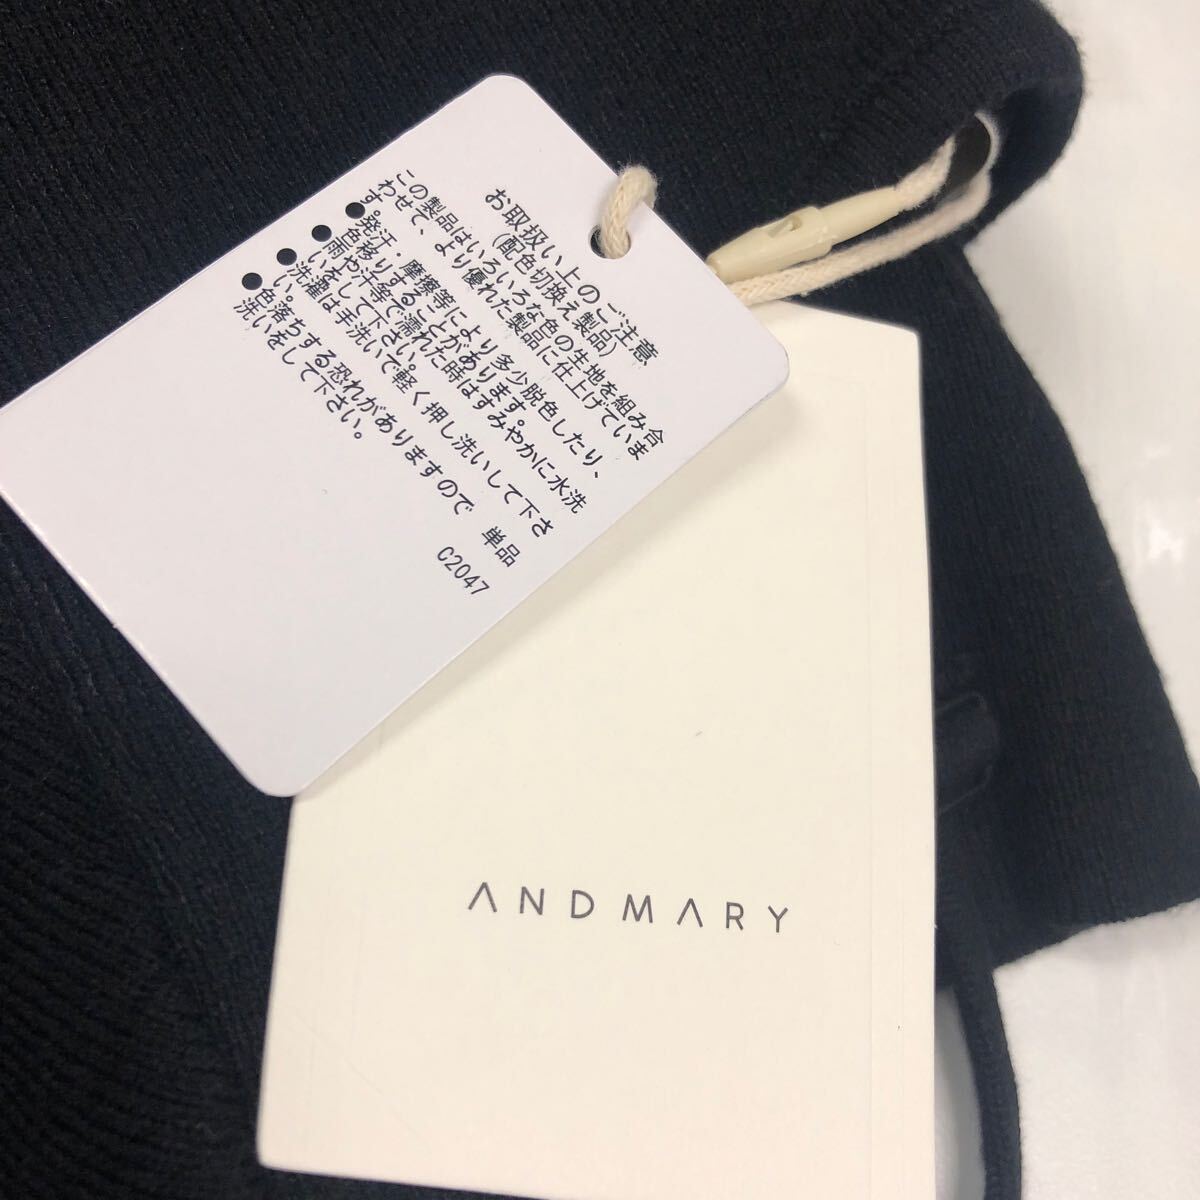 お取扱い上のご注意
(配色切換え製品)
この製品はいろいろな色の生地を組み合
わせて、より優れた製品に仕上げていま
す。
●発汗・摩擦等により多少脱色したり、
色移りすることがあります。
●雨や汗等で濡れた時はすみやかに水洗
いをして下さい。
●洗濯は手洗いで軽く押し洗いして下さ
い。
●色落ちする恐れがありますので 単品
洗いをして下さい。
C2047
ANDMARY